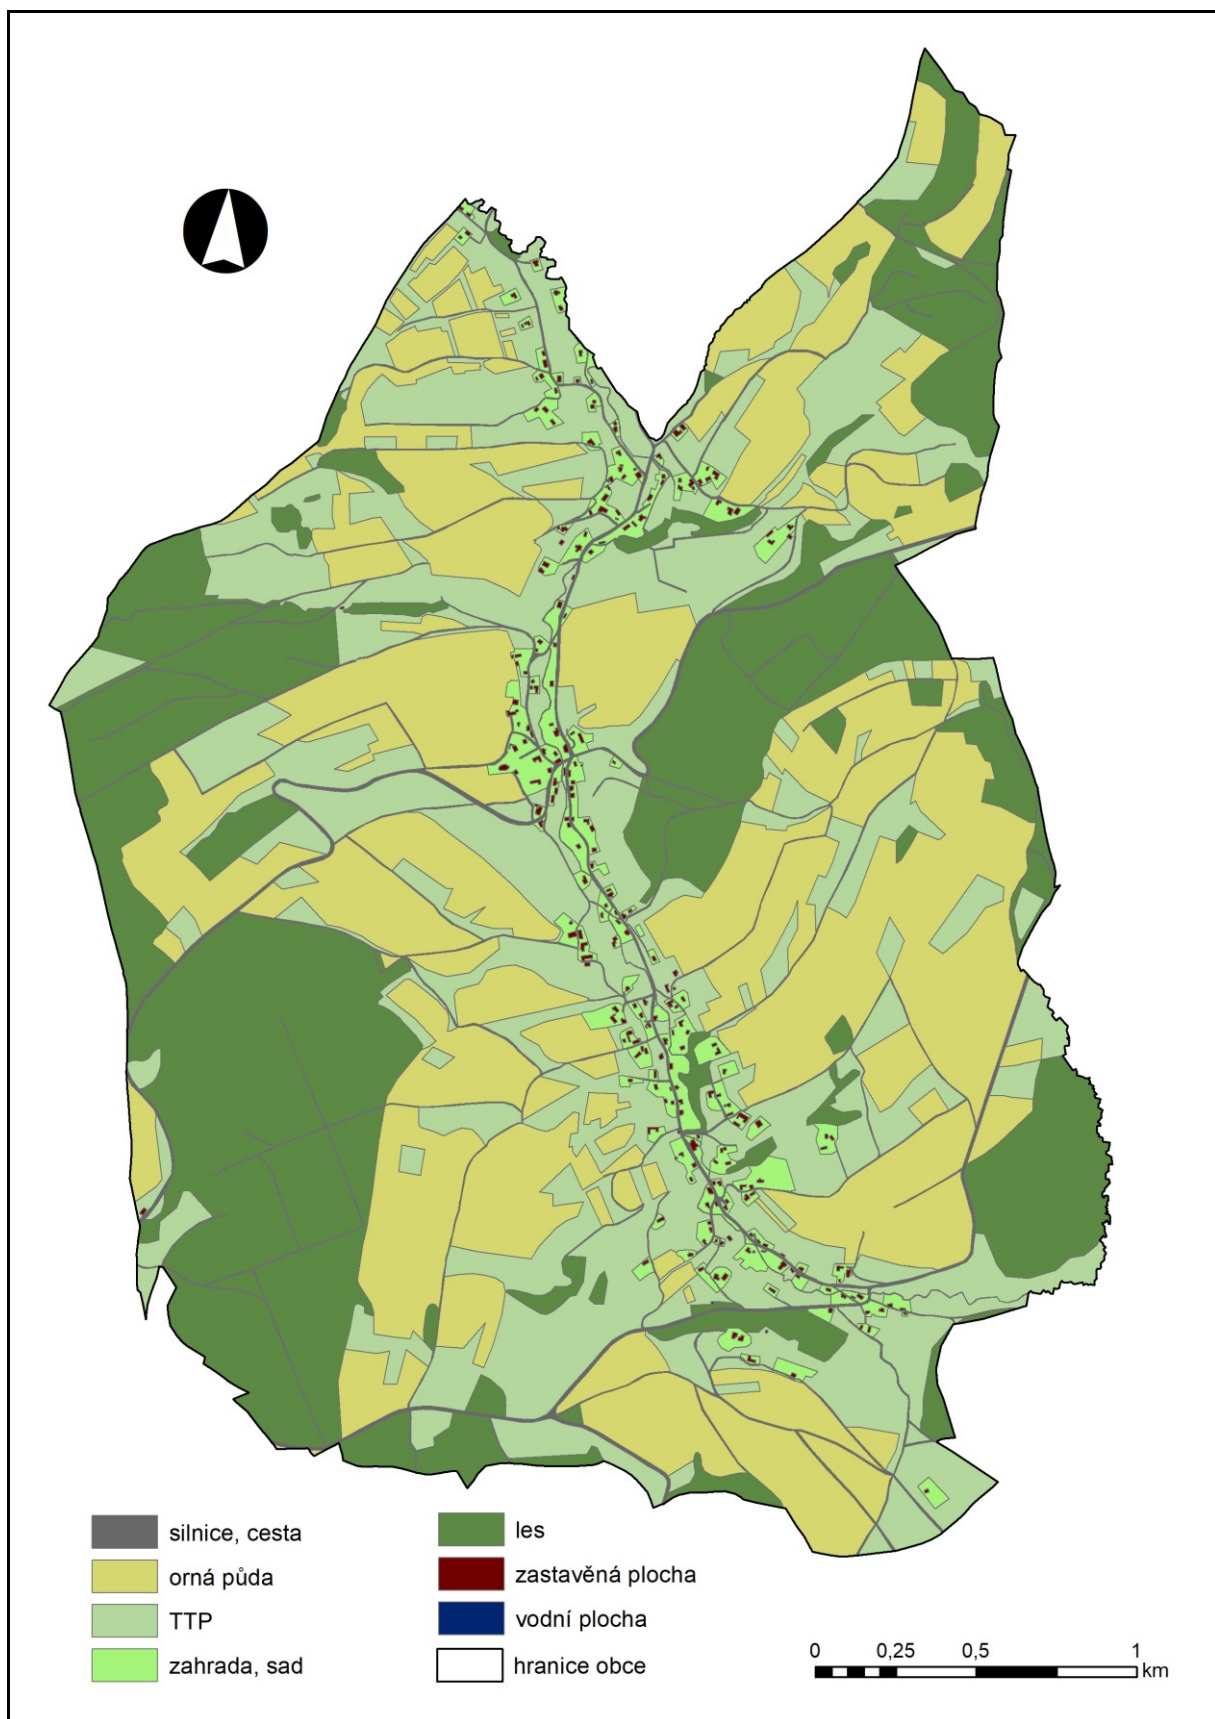 silnice, cesta
orná půda
TTP
zahrada, sad
les
zastavěná plocha
vodní plocha
hranice obce
0 0,25 0,5 1
km